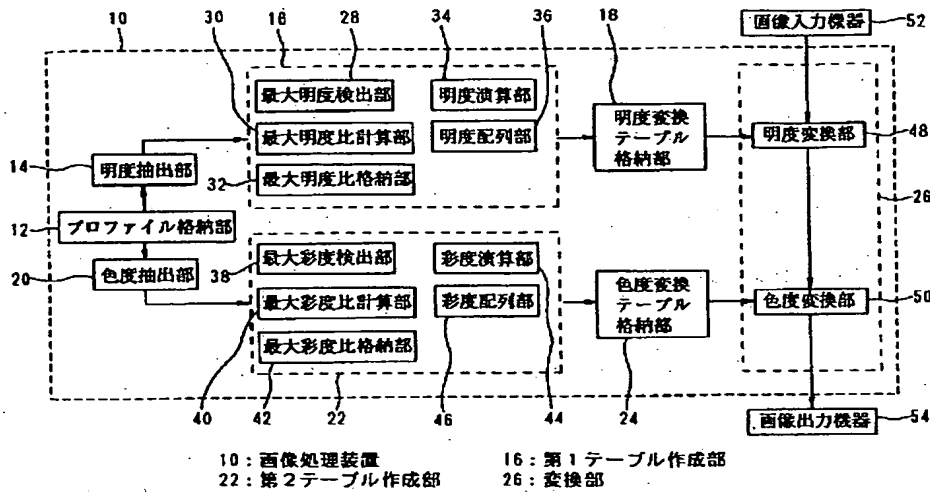 10
30
16
28
34
36
18
画像入力機器
52
最大明度検出部
明度演算部
最大明度比計算部
明度配列部
明度変換
テーブル
格納部
明度変換部
48
14
明度抽出部
32
最大明度比格納部
26
12
プロファイル格納部
20
色度抽出部
38
最大彩度検出部
彩度演算部
最大彩度比計算部
彩度配列部
色度変換
テーブル
格納部
色度変換部
50
最大彩度比格納部
40
42
22
46
44
24
画像出力機器
54
10:画像処理装置
16:第1テーブル作成部
22:第2テーブル作成部
26:変換部